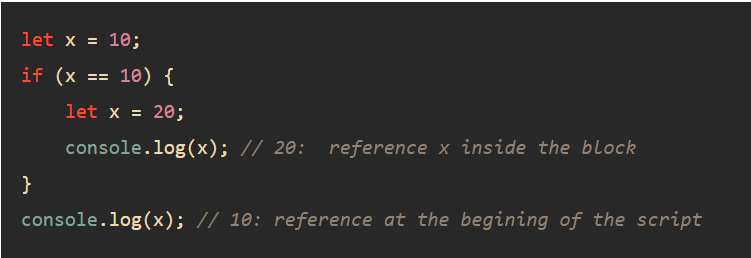 let x = 10;
if (x == 10) {
    let x = 20;
    console.log(x); // 20:  reference x inside the block
}
console.log(x); // 10: reference at the begining of the script